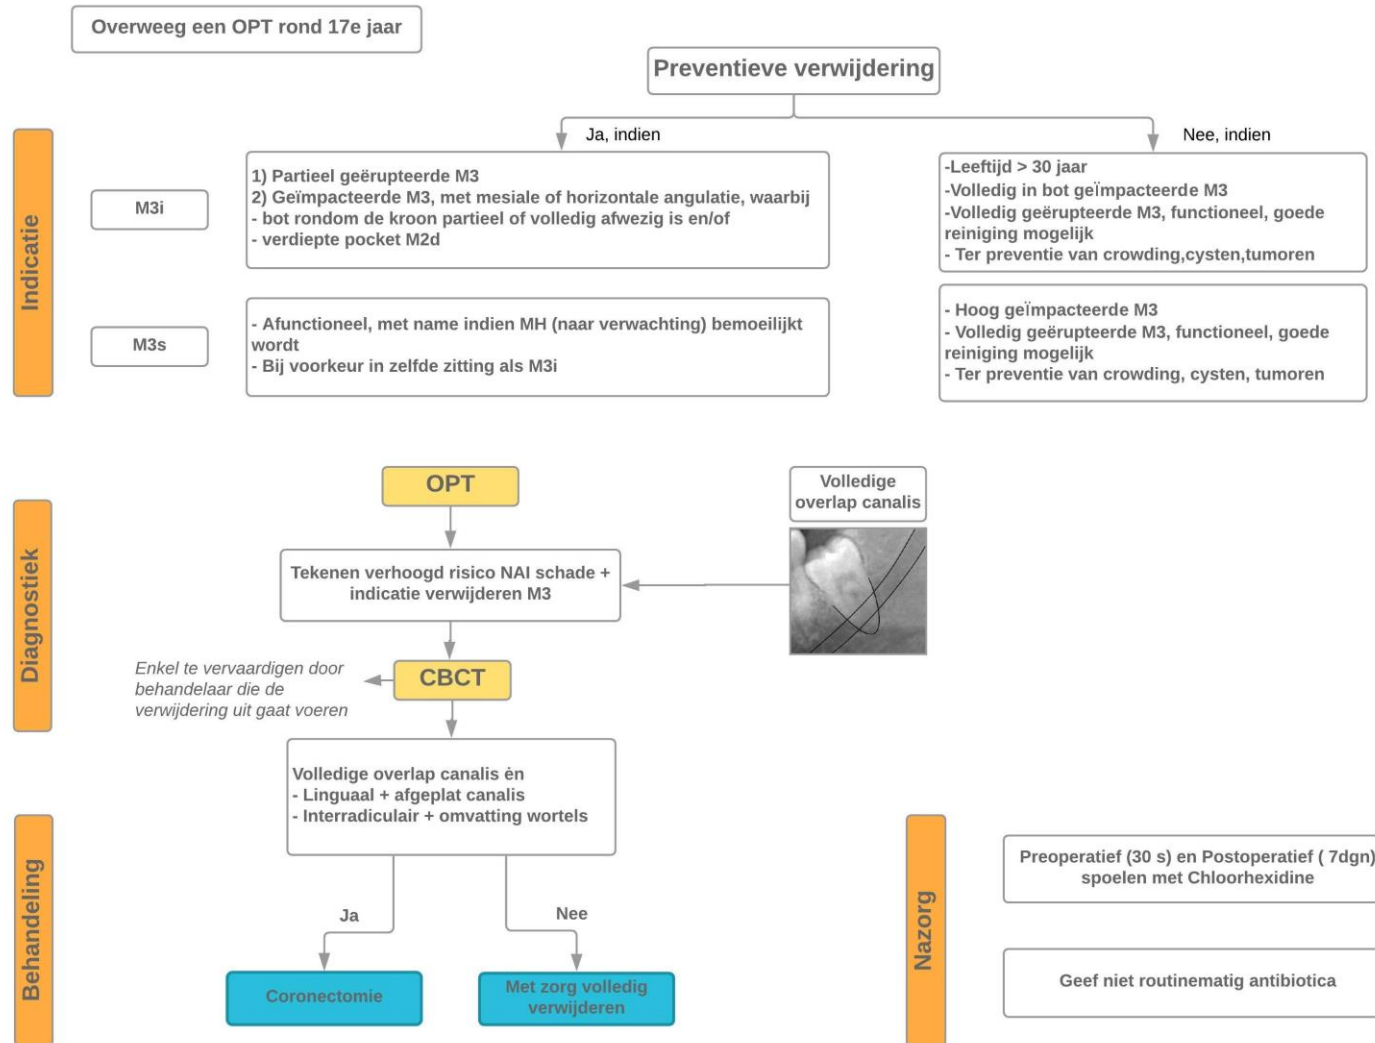 Overweeg een OPT rond 17e jaar
Preventieve verwijdering
Ja, indien
Nee, indien
Indicatie
M3i
1) Partieel geërupteerde M3
2) Geïmpacteerde M3, met mesiale of horizontale angulatie, waarbij
- bot rondom de kroon partieel of volledig afwezig is en/of
- verdiepte pocket M2d
-Leeftijd > 30 jaar
-Volledig in bot geïmpacteerde M3
-Volledig geërupteerde M3, functioneel, goede
reiniging mogelijk
- Ter preventie van crowding,cysten,tumoren
M3s
- Afunctioneel, met name indien MH (naar verwachting) bemoeilijkt
wordt
- Bij voorkeur in zelfde zitting als M3i
- Hoog geïmpacteerde M3
- Volledig geërupteerde M3, functioneel, goede
reiniging mogelijk
- Ter preventie van crowding, cysten, tumoren
Diagnostiek
OPT
Volledige
overlap canalis
Tekenen verhoogd risico NAI schade +
indicatie verwijderen M3
Enkel te vervaardigen door
behandelaar die de
verwijdering uit gaat voeren
CBCT
Volledige overlap canalis èn
- Linguaal + afgeplat canalis
- Interradiculair + omvatting wortels
Behandeling
Ja
Nee
Coronectomie
Met zorg volledig
verwijderen
Nazorg
Preoperatief (30 s) en Postoperatief ( 7dgn)
spoelen met Chloorhexidine
Geef niet routinematig antibiotica